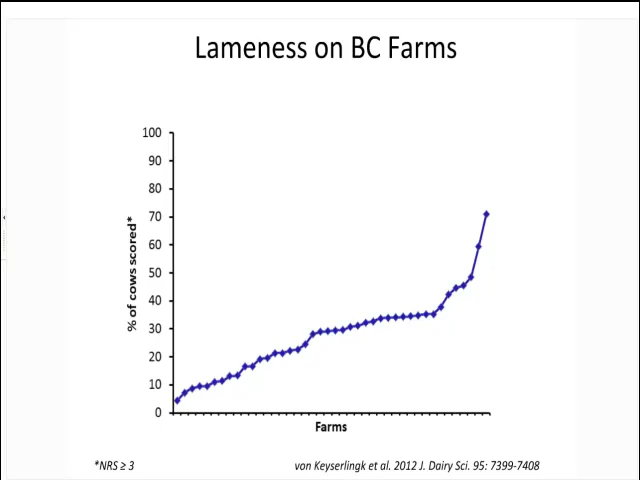 Lameness on BC Farms
100
90
80
70
60
50
40
30
20
10
0
% of cows scored*
Farms
*NRS ≥ 3
von Keyserlingk et al. 2012 J. Dairy Sci. 95: 7399-7408